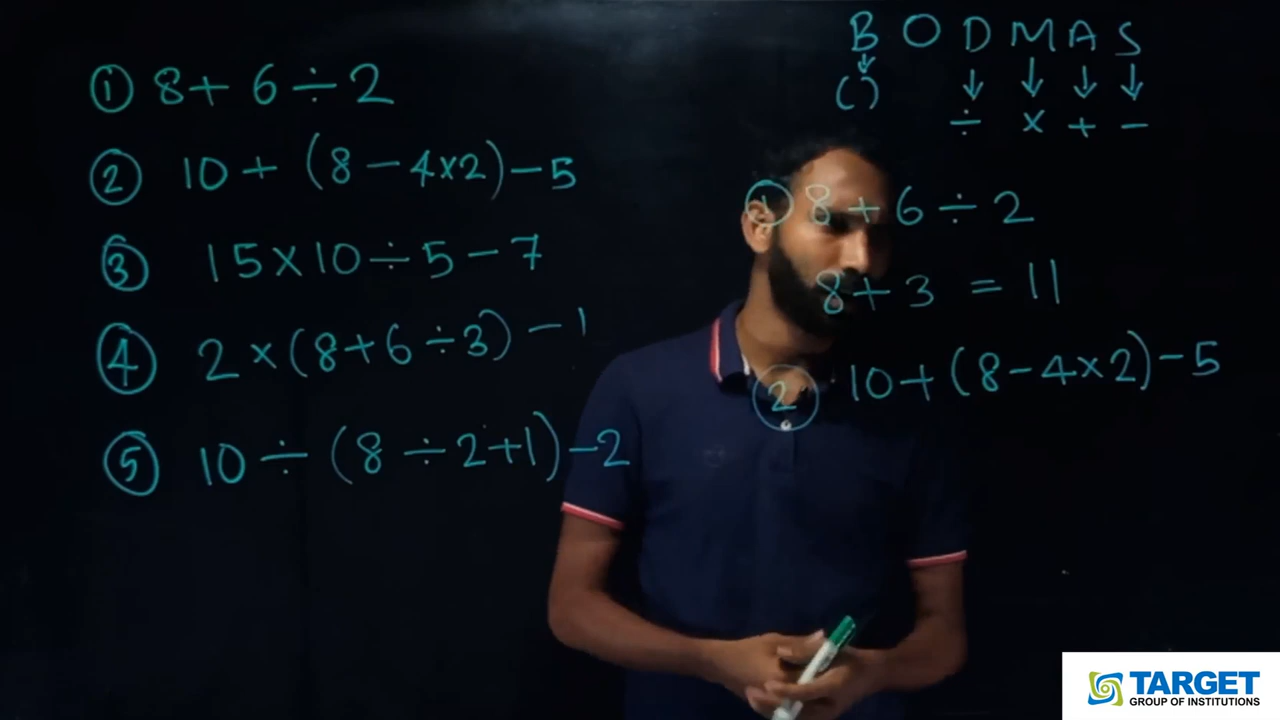 ① 8 + 6 ÷ 2
② 10 + (8 - 4×2) - 5
③ 15 × 10 ÷ 5 - 7
④ 2 × (8 + 6 ÷ 3) - 1
⑤ 10 ÷ (8 ÷ 2 + 1) - 2
B O D M A S
↓ ↓ ↓ ↓ ↓
() ÷ × + -
① 8 + 6 ÷ 2
8 + 3 = 11
② 10 + (8 - 4×2) - 5
TARGET
GROUP OF INSTITUTIONS